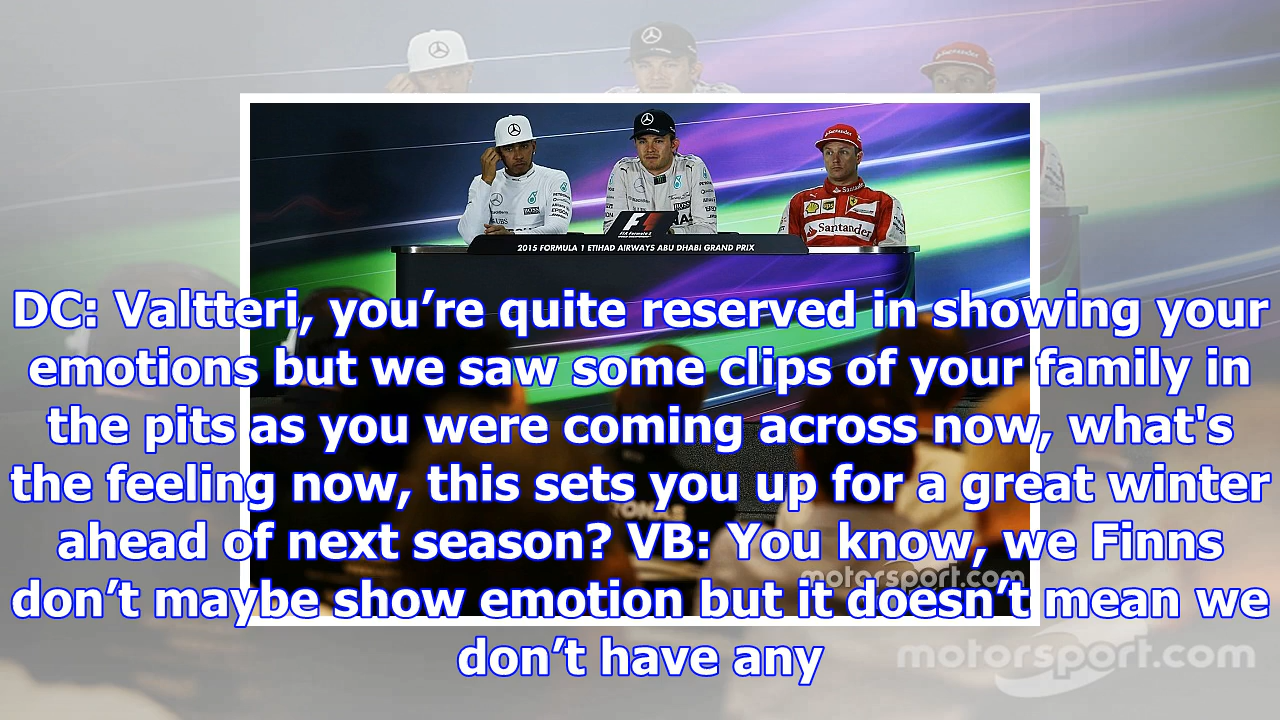 Santander
Santander
2015 FORMULA 1 ETIHAD AIRWAYS ABU DHABI GRAND PRIX
DC: Valtteri, you’re quite reserved in showing your
emotions but we saw some clips of your family in
the pits as you were coming across now, what's
the feeling now, this sets you up for a great winter
ahead of next season? VB: You know, we Finns
don’t maybe show emotion but it doesn’t mean we
don’t have any
motorsport.com
motorsport.com